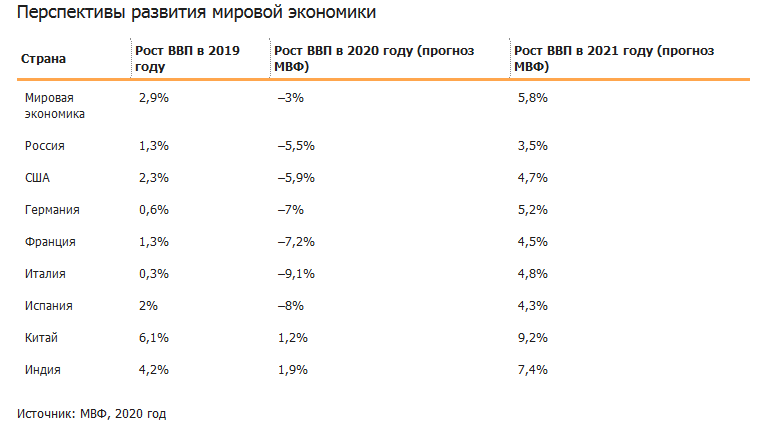 Перспективы развития мировой экономики
Страна Рост ВВП в 2019 году Рост ВВП в 2020 году (прогноз МВФ) Рост ВВП в 2021 году (прогноз МВФ)
Мировая экономика 2,9% –3% 5,8%
Россия 1,3% –5,5% 3,5%
США 2,3% –5,9% 4,7%
Германия 0,6% –7% 5,2%
Франция 1,3% –7,2% 4,5%
Италия 0,3% –9,1% 4,8%
Испания 2% –8% 4,3%
Китай 6,1% 1,2% 9,2%
Индия 4,2% 1,9% 7,4%
Источник: МВФ, 2020 год